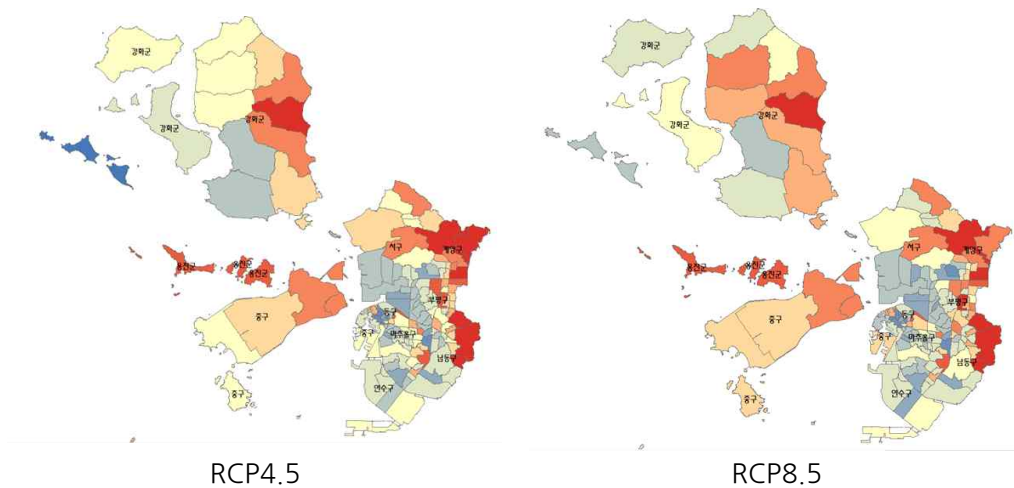 강화군
강화군
강화군
서구
계양구
옹진군
옹진군
옹진군
중구
부평구
동구
중구
미추홀구
남동구
연수구
중구
강화군
강화군
강화군
서구
계양구
옹진군
옹진군
옹진군
중구
부평구
동구
중구
미추홀구
남동구
연수구
중구
RCP4.5
RCP8.5